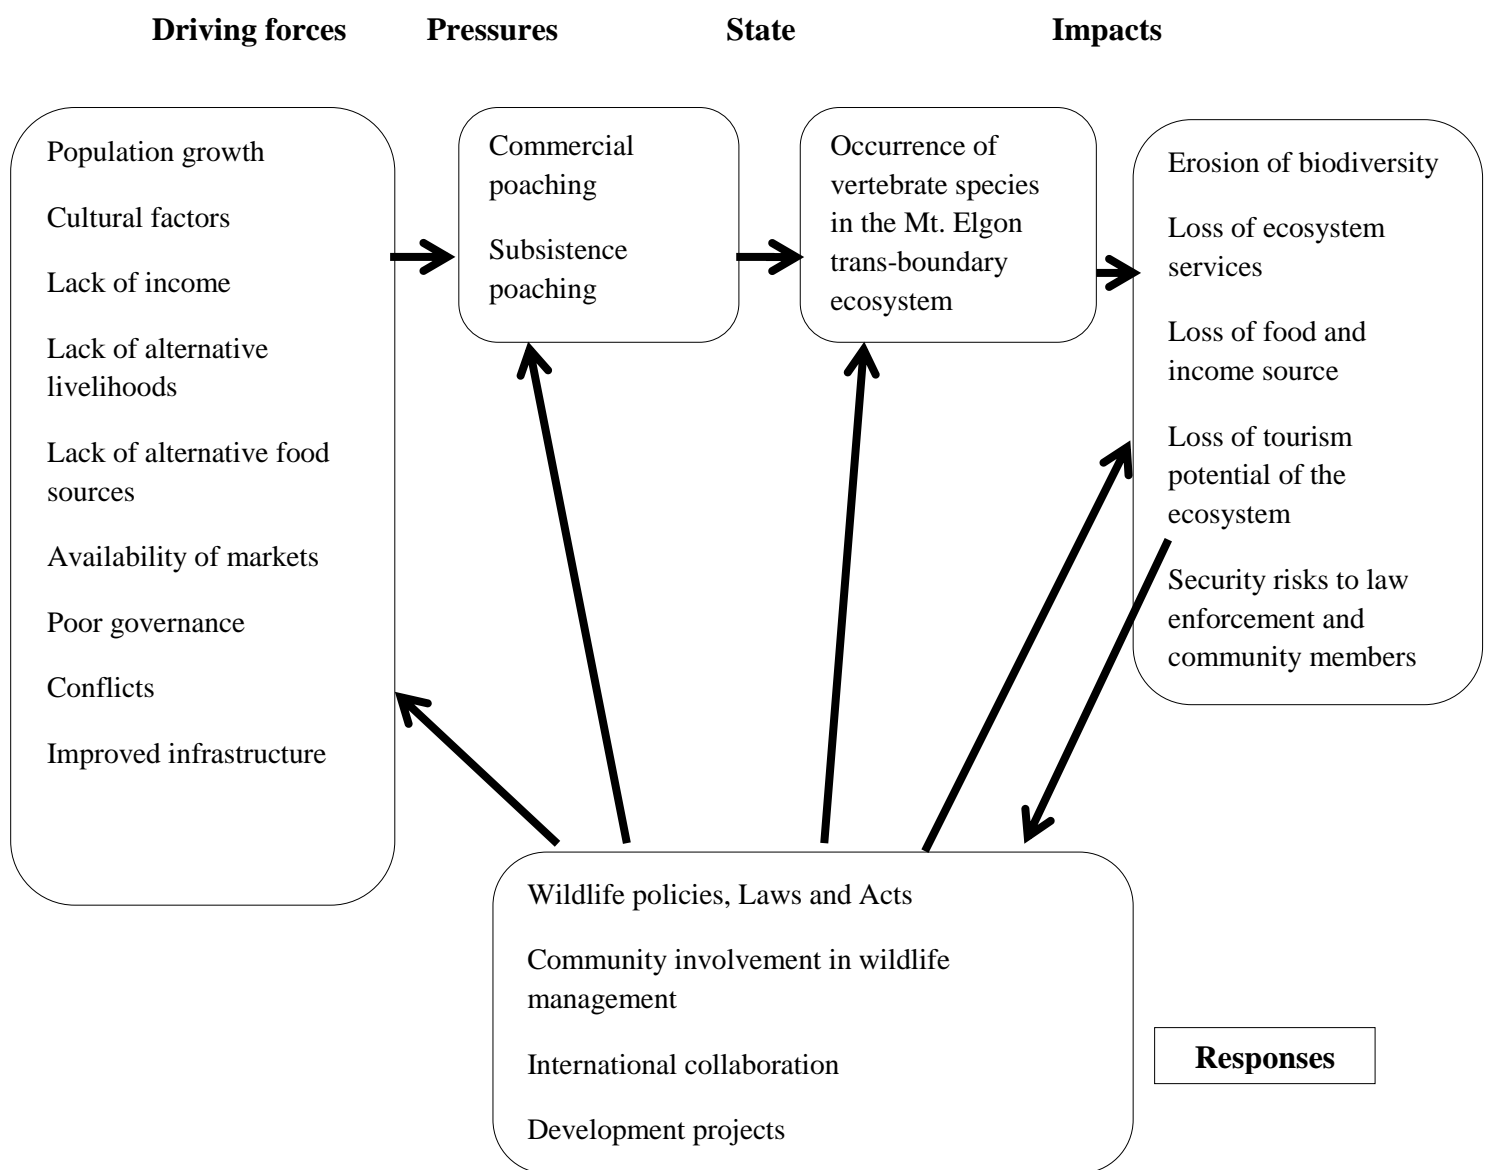 Driving forces
Pressures
State
Impacts
Population growth
Cultural factors
Lack of income
Lack of alternative
livelihoods
Lack of alternative food
sources
Availability of markets
Poor governance
Conflicts
Improved infrastructure
Commercial
poaching
Subsistence
poaching
Occurrence of
vertebrate species
in the Mt. Elgon
trans-boundary
ecosystem
Erosion of biodiversity
Loss of ecosystem
services
Loss of food and
income source
Loss of tourism
potential of the
ecosystem
Security risks to law
enforcement and
community members
Wildlife policies, Laws and Acts
Community involvement in wildlife
management
International collaboration
Development projects
Responses